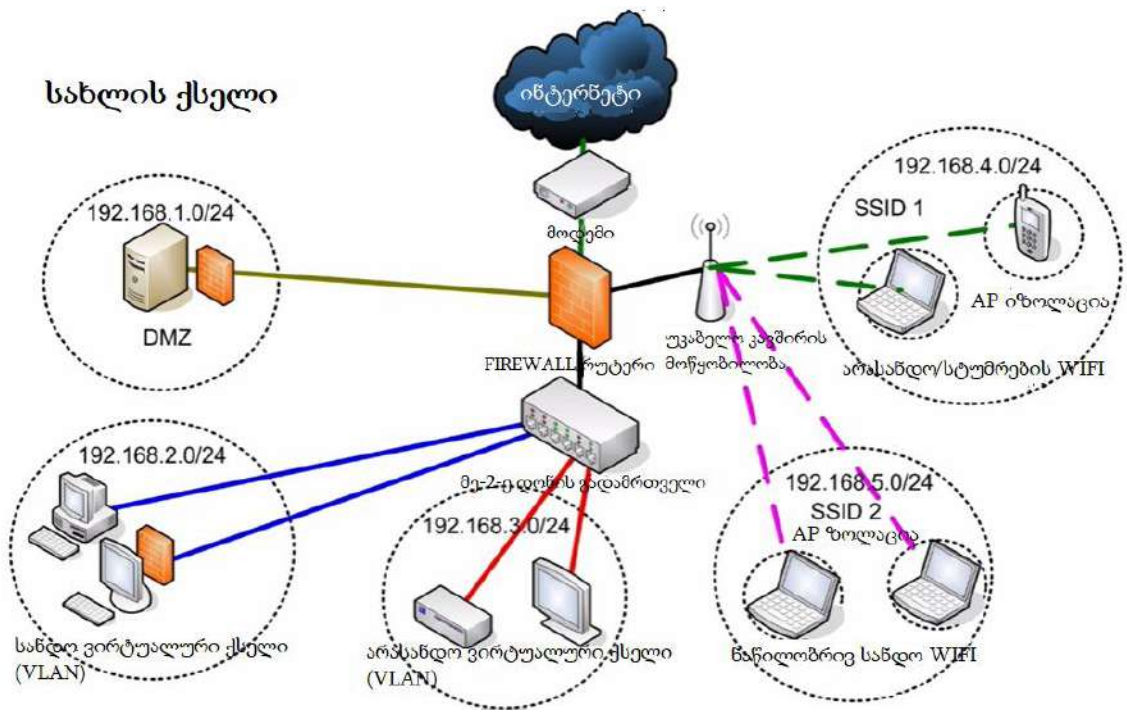 სახლის ქსელი
ინტერნეტი
მოდემი
192.168.1.0/24
DMZ
FIREWALL რუტერი
უკაბელო კავშირის
მოწყობილობა
192.168.4.0/24
SSID 1
AP იზოლაცია
არასანდო/სტუმრების WIFI
192.168.2.0/24
სანდო ვირტუალური ქსელი
(VLAN)
მე-2-ე დონის გადამრთველი
192.168.3.0/24
არასანდო ვირტუალური ქსელი
(VLAN)
192.168.5.0/24
SSID 2
AP ზოლაცია
ნაწილობრივ სანდო WIFI